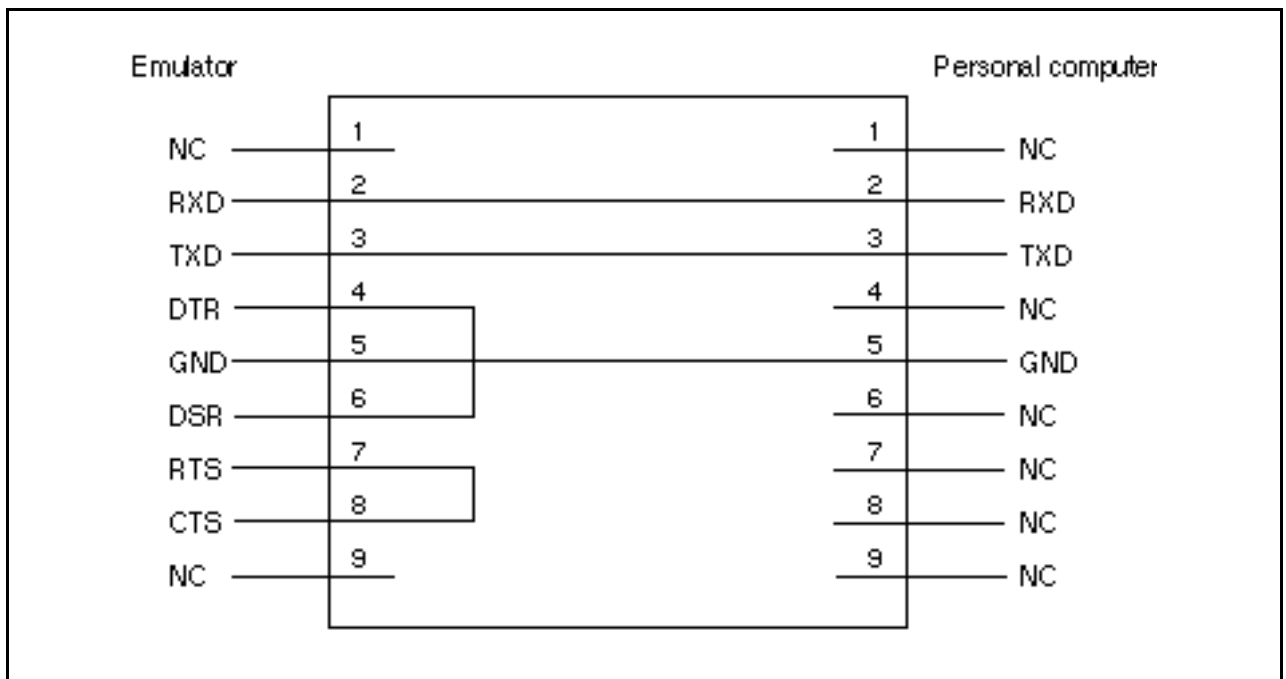 Emulator Personal computer
NC 1 1 NC
RXD 2 2 RXD
TXD 3 3 TXD
DTR 4 4 NC
GND 5 5 GND
DSR 6 6 NC
RTS 7 7 NC
CTS 8 8 NC
NC 9 9 NC